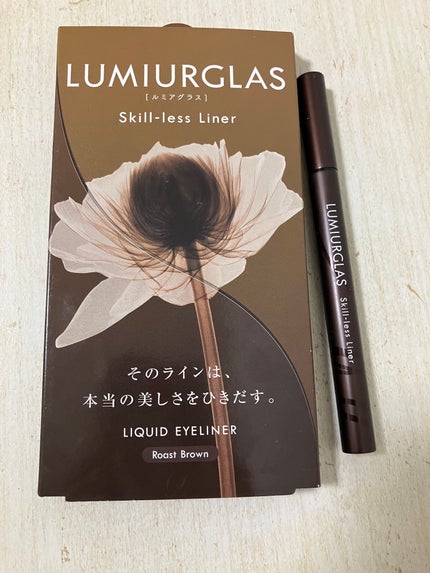 LUMIURGLAS
[ルミアグラス]
Skill-less Liner
そのラインは、
本当の美しさをひきだす。
LIQUID EYELINER
Roast Brown
LUMIURGLAS Skill-less Liner